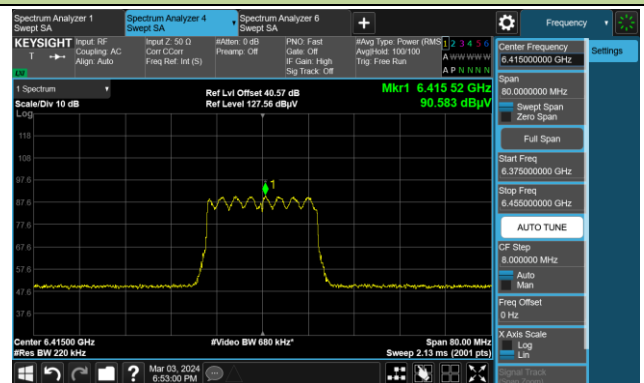 Spectrum Analyzer 1
Swept SA
Spectrum Analyzer 4
Swept SA
Spectrum Analyzer 6
Swept SA
+
Frequency
KEYSIGHT
T
LW
Input: RF
Coupling: AC
Align: Auto
Input Z: 50 Ω
Corr CCorr
Freq Ref: Int (S)
#Atten: 0 dB
Preamp: Off
PNO: Fast
Gate: Off
IF Gain: High
Sig Track: Off
#Avg Type: Power (RMS
Avg|Hold: 100/100
Trig: Free Run
1 2 3 4 5 6
A W W W W W
A P N N N N
1 Spectrum
Scale/Div 10 dB
Log
Ref Lvl Offset 40.57 dB
Ref Level 127.56 dBµV
Mkr1 6.415 52 GHz
90.583 dBµV
118
108
97.6
87.6
77.6
67.6
57.6
47.6
37.6
1
Center 6.41500 GHz
#Res BW 220 kHz
#Video BW 680 kHz*
Span 80.00 MHz
Sweep 2.13 ms (2001 pts)
Center Frequency
6.415000000 GHz
Settings
Span
80.0000000 MHz
Swept Span
Zero Span
Full Span
Start Freq
6.375000000 GHz
Stop Freq
6.455000000 GHz
AUTO TUNE
CF Step
8.000000 MHz
Auto
Man
Freq Offset
0 Hz
X Axis Scale
Log
Lin
Signal Track
(Span Zoom)
?
Mar 03, 2024
6:53:00 PM